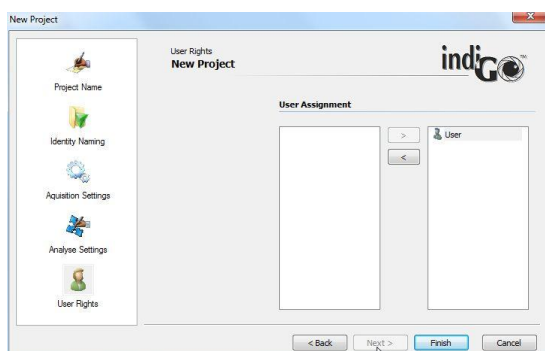 New Project
User Rights
New Project
indiGO™
Project Name
Identity Naming
Aquisition Settings
Analyse Settings
User Rights
User Assignment
>
<
User
< Back
Next >
Finish
Cancel